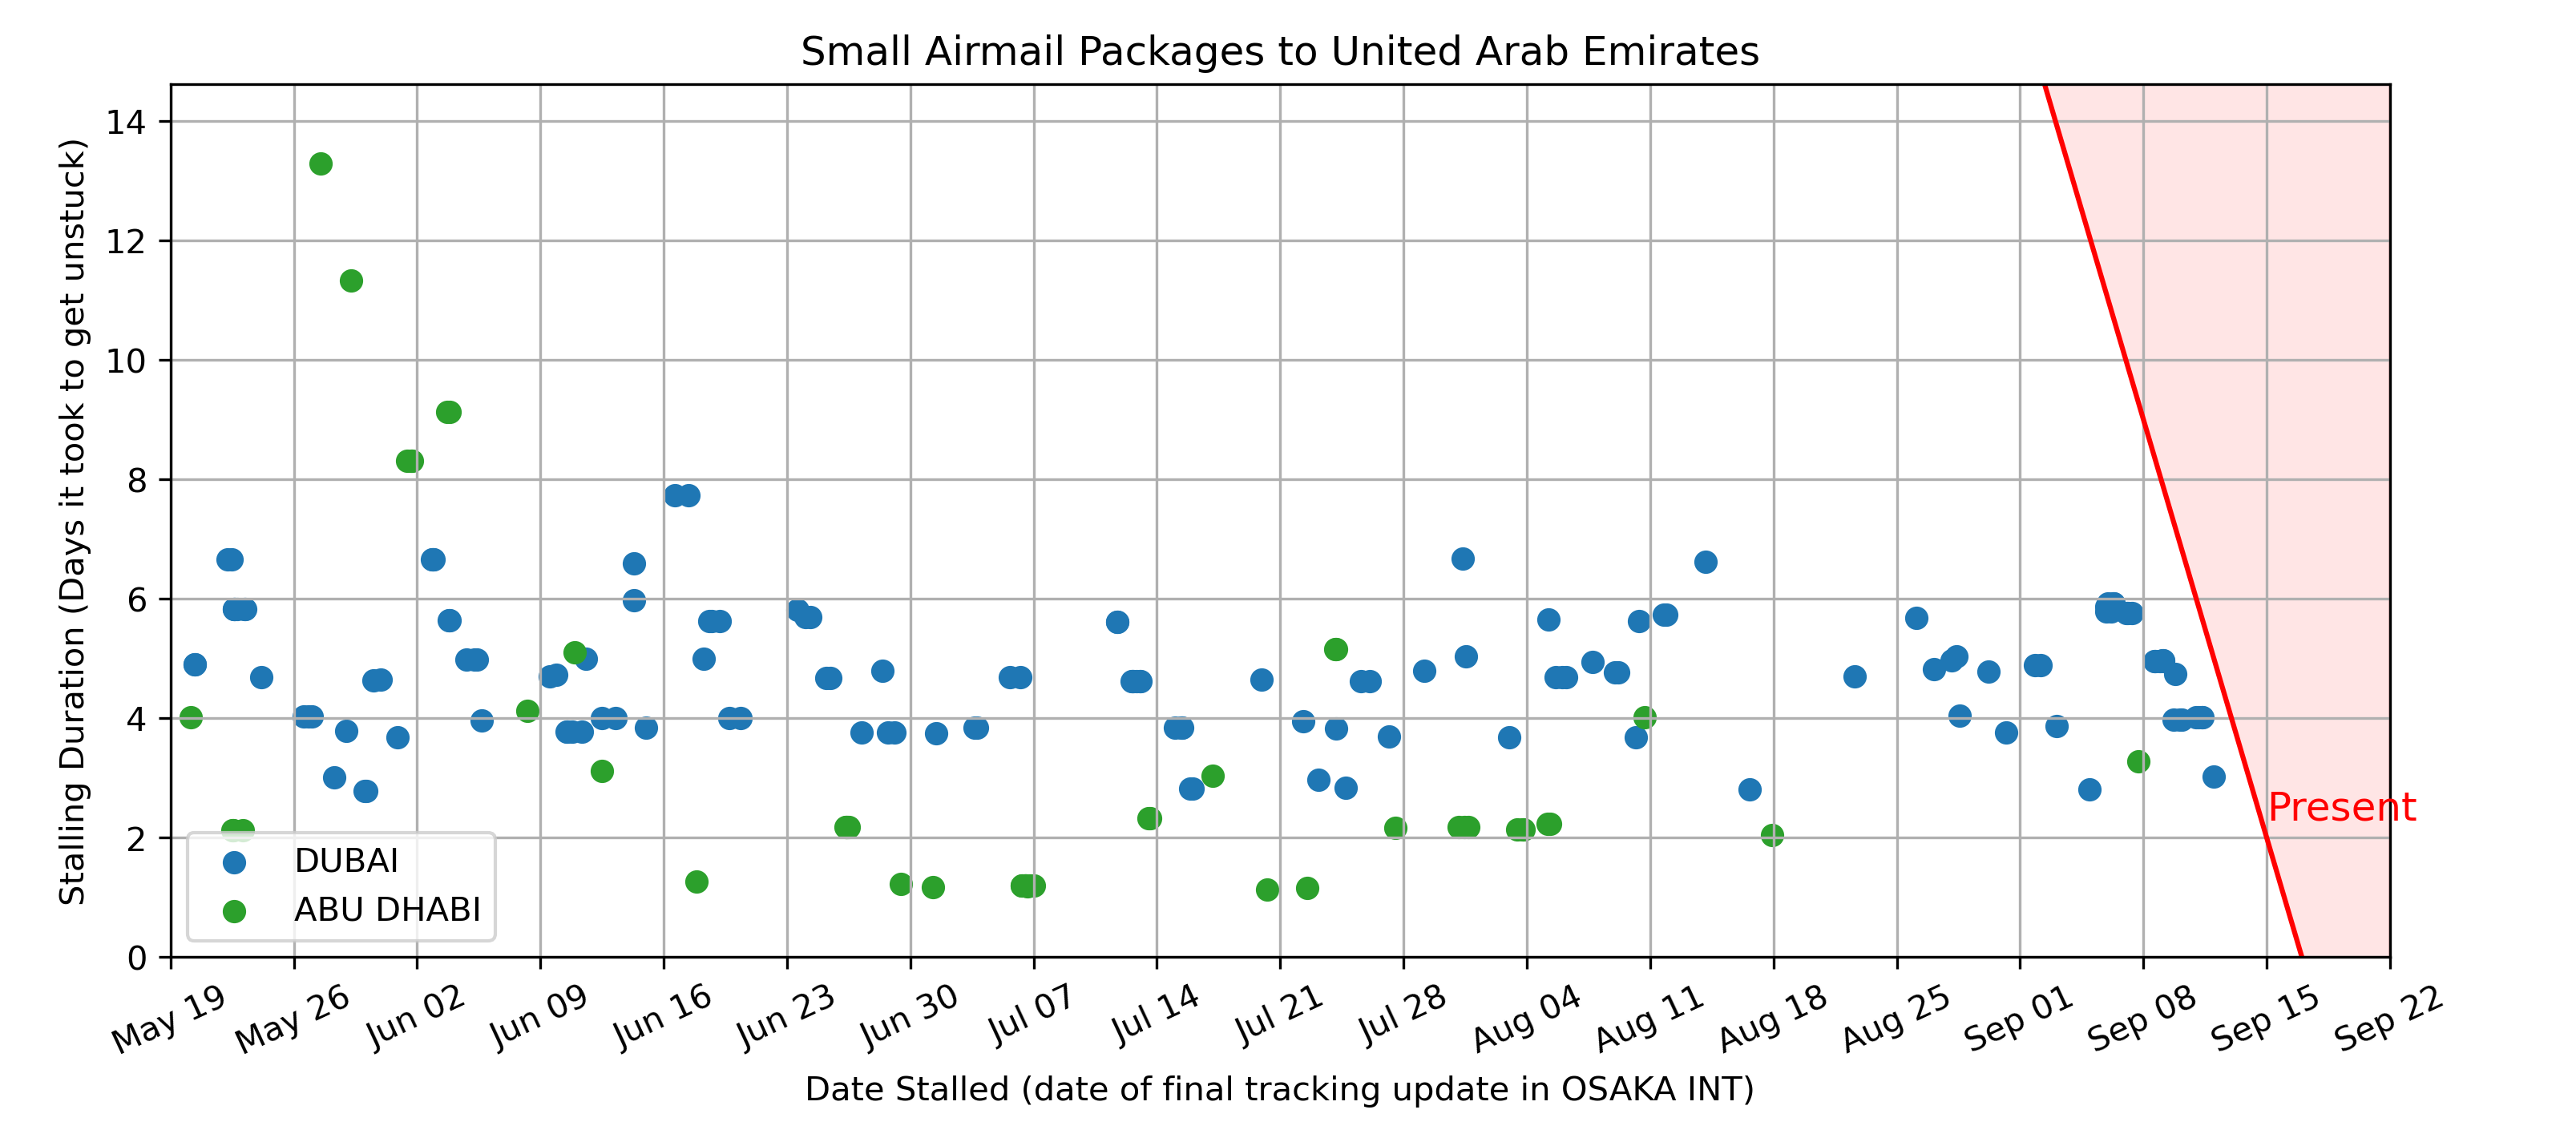 Small Airmail Packages to United Arab Emirates
Stalling Duration (Days it took to get unstuck)
14
12
10
8
6
4
2
0
Present
DUBAI
ABU DHABI
May 19
May 26
Jun 02
Jun 09
Jun 16
Jun 23
Jun 30
Jul 07
Jul 14
Jul 21
Jul 28
Aug 04
Aug 11
Aug 18
Aug 25
Sep 01
Sep 08
Sep 15
Sep 22
Date Stalled (date of final tracking update in OSAKA INT)